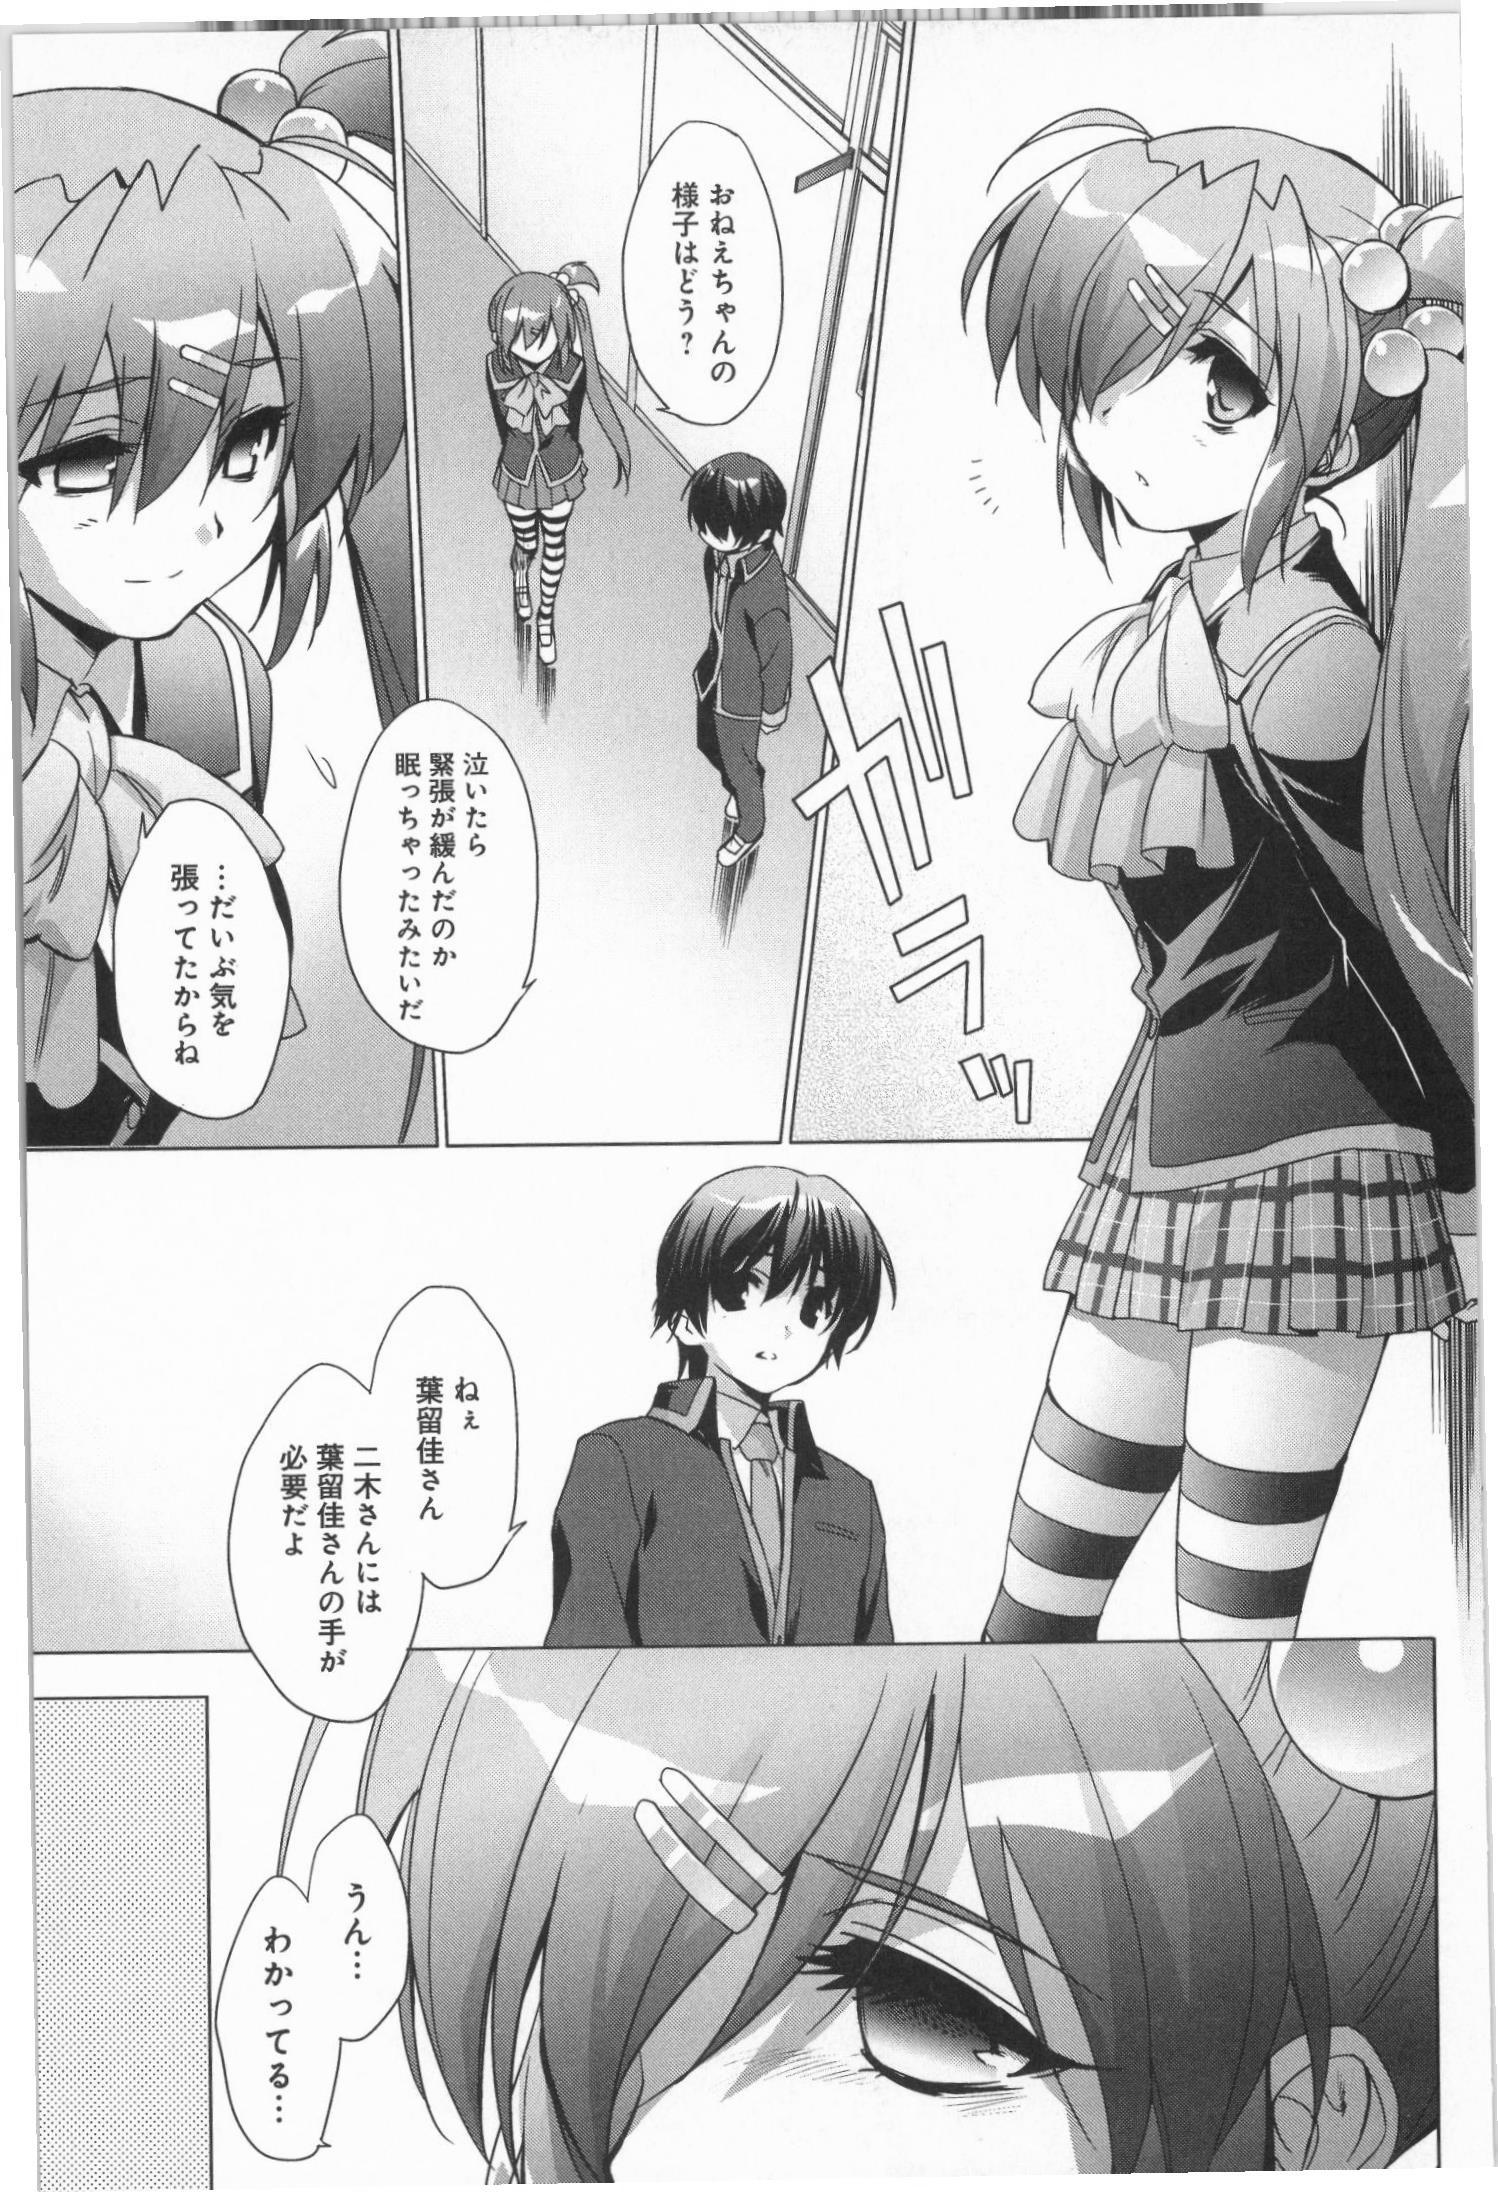 ガラ
ガラ
ッ
おねえちゃんの
様子はどう?
泣いたら
緊張が緩んだのか
眠っちゃったみたいだ
…だいぶ気を
張ってたからね
ねぇ
葉留佳さん
二木さんには
葉留佳さんの手が
必要だよ
うん…
わかってる…